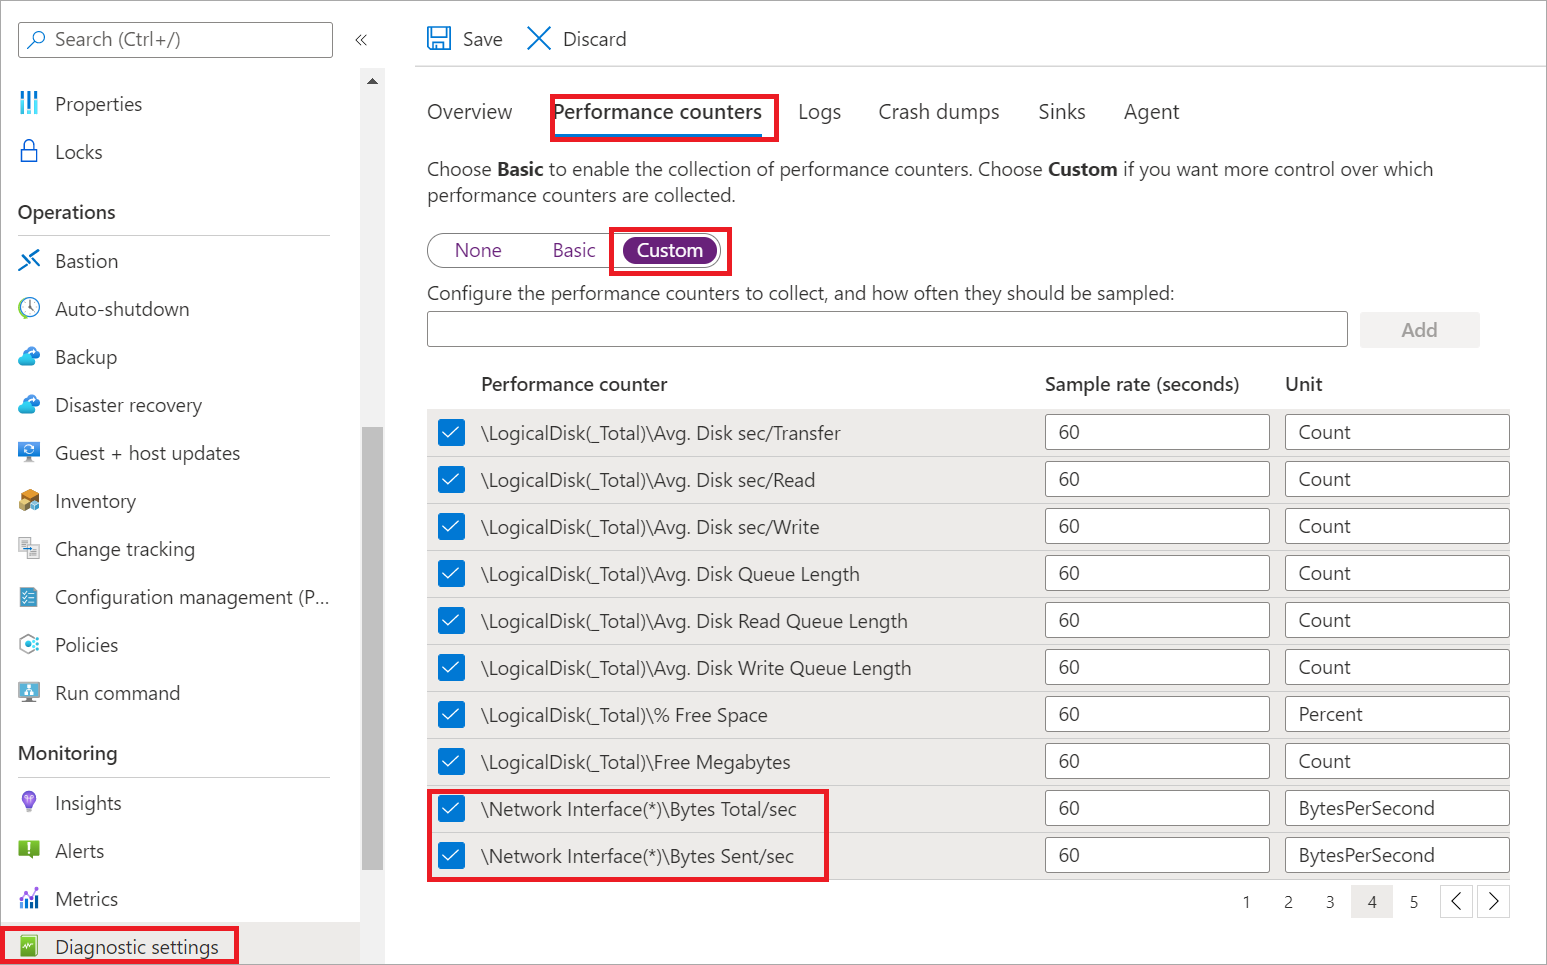 Search (Ctrl+/)
«
Properties
Locks
Operations
Bastion
Auto-shutdown
Backup
Disaster recovery
Guest + host updates
Inventory
Change tracking
Configuration management (P...
Policies
Run command
Monitoring
Insights
Alerts
Metrics
Diagnostic settings
Save Discard
Overview Performance counters Logs Crash dumps Sinks Agent
Choose Basic to enable the collection of performance counters. Choose Custom if you want more control over which
performance counters are collected.
None Basic Custom
Configure the performance counters to collect, and how often they should be sampled:
Add
Performance counter Sample rate (seconds) Unit
\LogicalDisk(_Total)\Avg. Disk sec/Transfer 60 Count
\LogicalDisk(_Total)\Avg. Disk sec/Read 60 Count
\LogicalDisk(_Total)\Avg. Disk sec/Write 60 Count
\LogicalDisk(_Total)\Avg. Disk Queue Length 60 Count
\LogicalDisk(_Total)\Avg. Disk Read Queue Length 60 Count
\LogicalDisk(_Total)\Avg. Disk Write Queue Length 60 Count
\LogicalDisk(_Total)\% Free Space 60 Percent
\LogicalDisk(_Total)\Free Megabytes 60 Count
\Network Interface(*)\Bytes Total/sec 60 BytesPerSecond
\Network Interface(*)\Bytes Sent/sec 60 BytesPerSecond
1 2 3 4 5